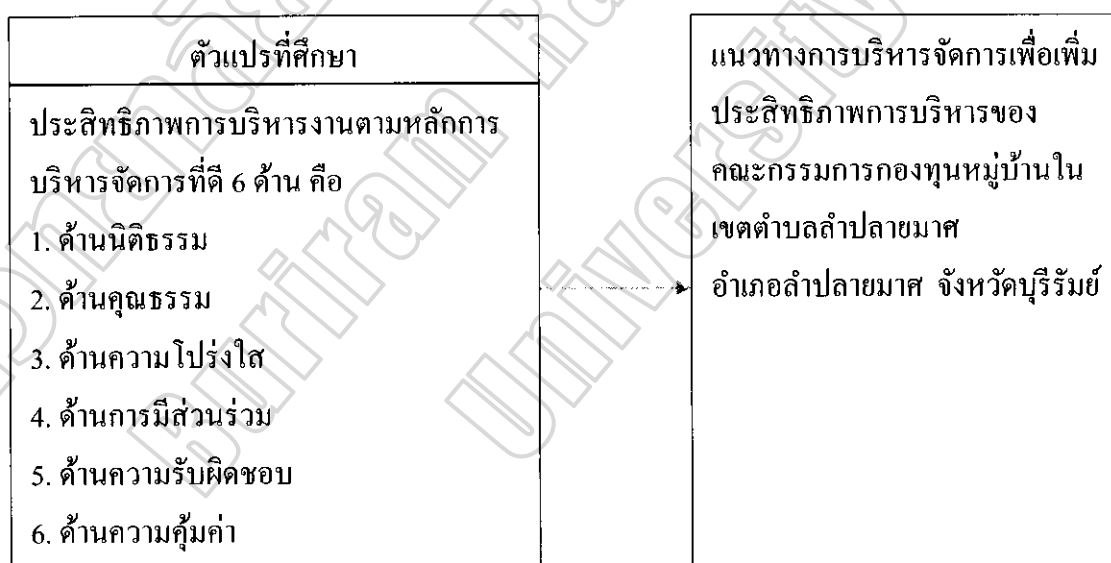 ตัวแปรที่ศึกษา
ประสิทธิภาพการบริหารงานตามหลักการ
บริหารจัดการที่ดี 6 ด้าน คือ
1. ด้านนิติธรรม
2. ด้านคุณธรรม
3. ด้านความโปร่งใส
4. ด้านการมีส่วนร่วม
5. ด้านความรับผิดชอบ
6. ด้านความคุ้มค่า
แนวทางการบริหารจัดการเพื่อเพิ่ม
ประสิทธิภาพการบริหารของ
คณะกรรมการกองทุนหมู่บ้านใน
เขตตำบลลำปลายมาศ
อำเภอลำปลายมาศ จังหวัดบุรีรัมย์
Buriram
University